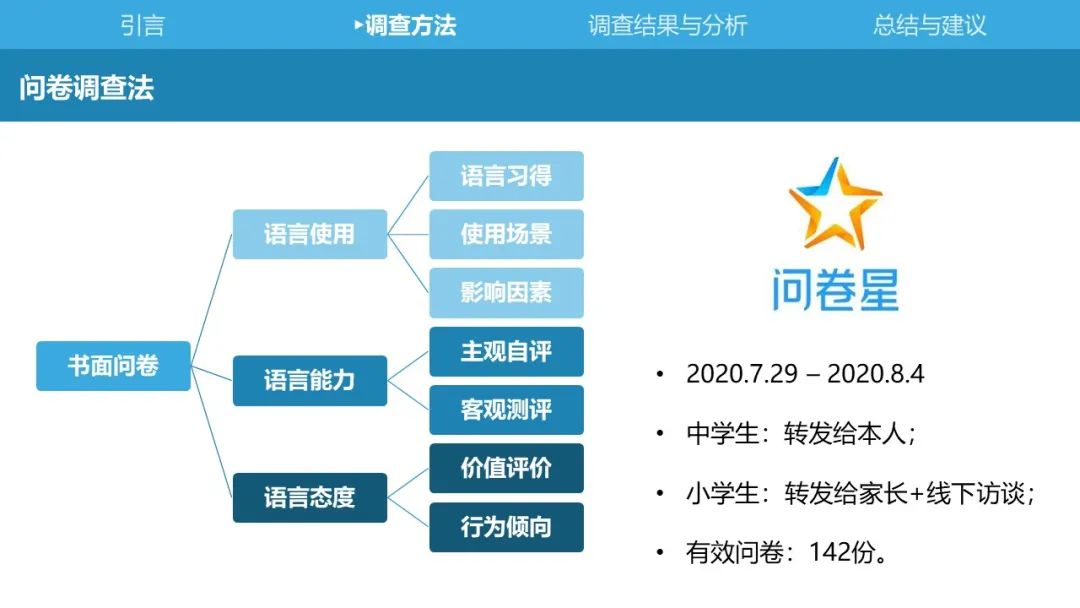 引言
▸调查方法
调查结果与分析
总结与建议
问卷调查法
书面问卷
语言使用
语言习得
使用场景
影响因素
语言能力
主观自评
客观测评
语言态度
价值评价
行为倾向
问卷星
• 2020.7.29 – 2020.8.4
• 中学生：转发给本人；
• 小学生：转发给家长+线下访谈；
• 有效问卷：142份。